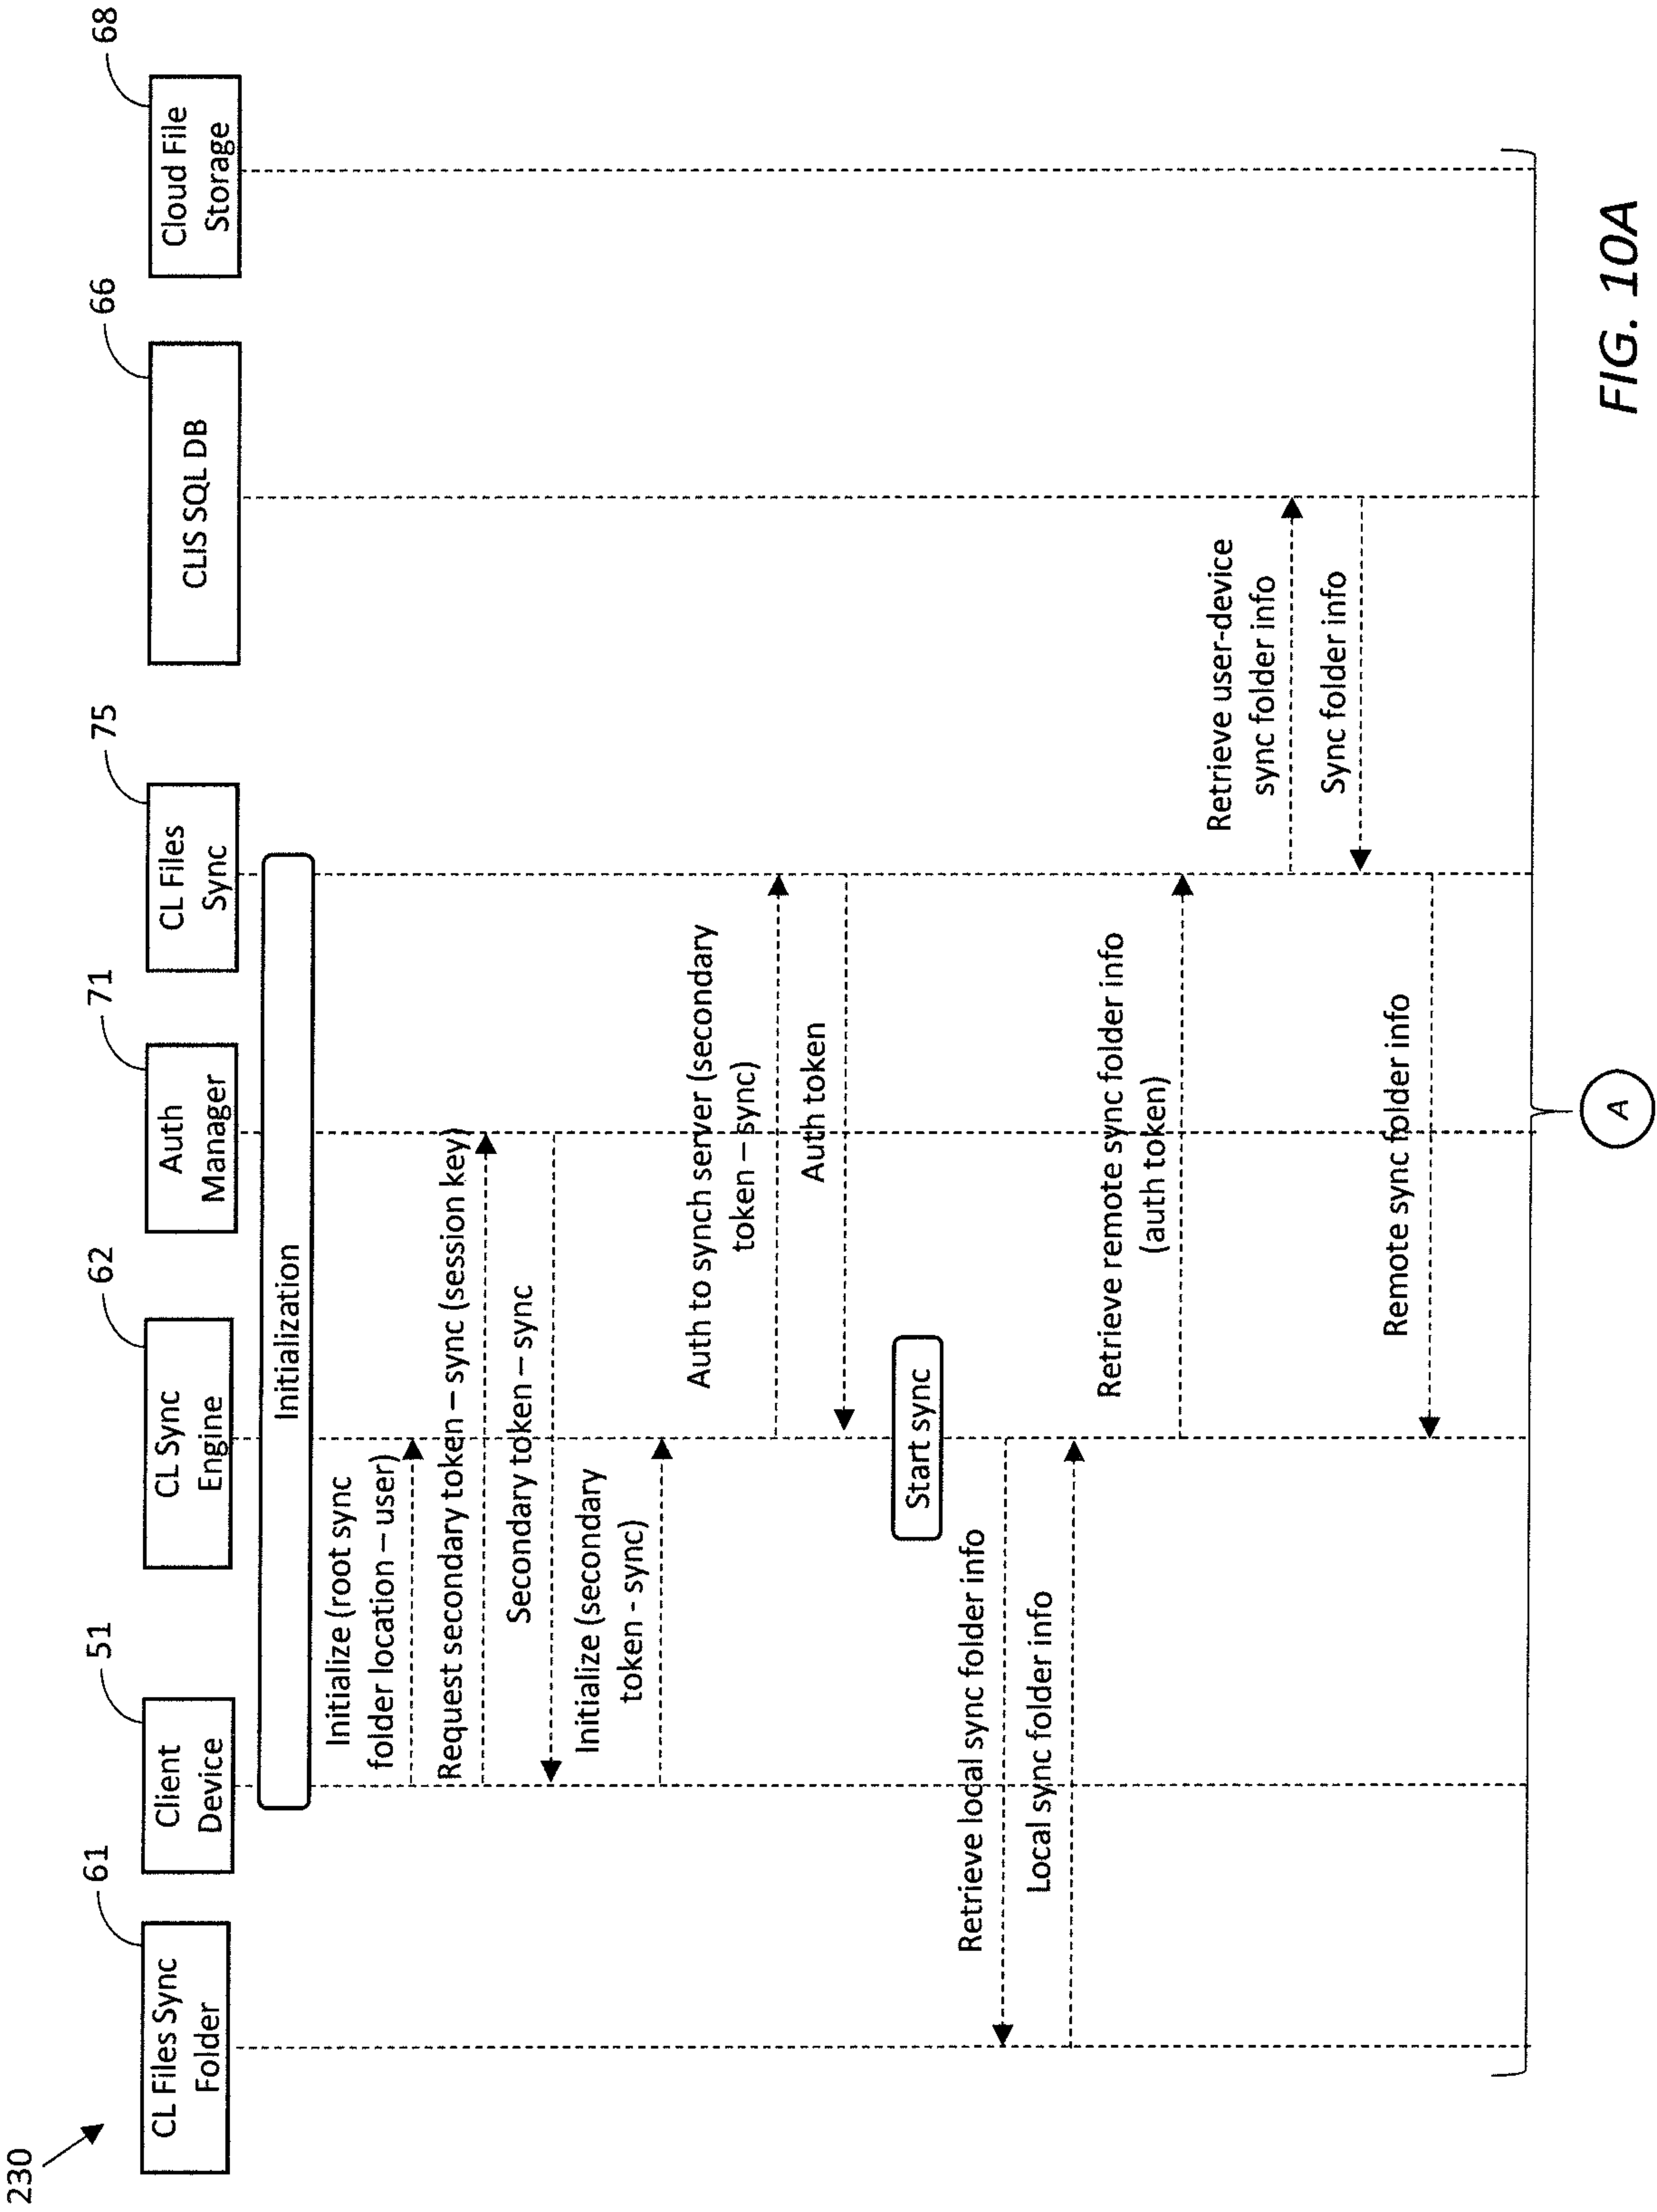 230
61
51
62
71
75
66
68
CL Files Sync
Folder
Client
Device
CL Sync
Engine
Auth
Manager
CL Files
Sync
CLIS SQL DB
Cloud File
Storage
Initialization
Initialize (root sync
folder location – user)
Request secondary token – sync (session key)
Secondary token – sync
Initialize (secondary
token - sync)
Auth to synch server (secondary
token – sync)
Auth token
Start sync
Retrieve local sync folder info
Local sync folder info
Retrieve remote sync folder info
(auth token)
Retrieve user-device
sync folder info
Sync folder info
Remote sync folder info
A
FIG. 10A